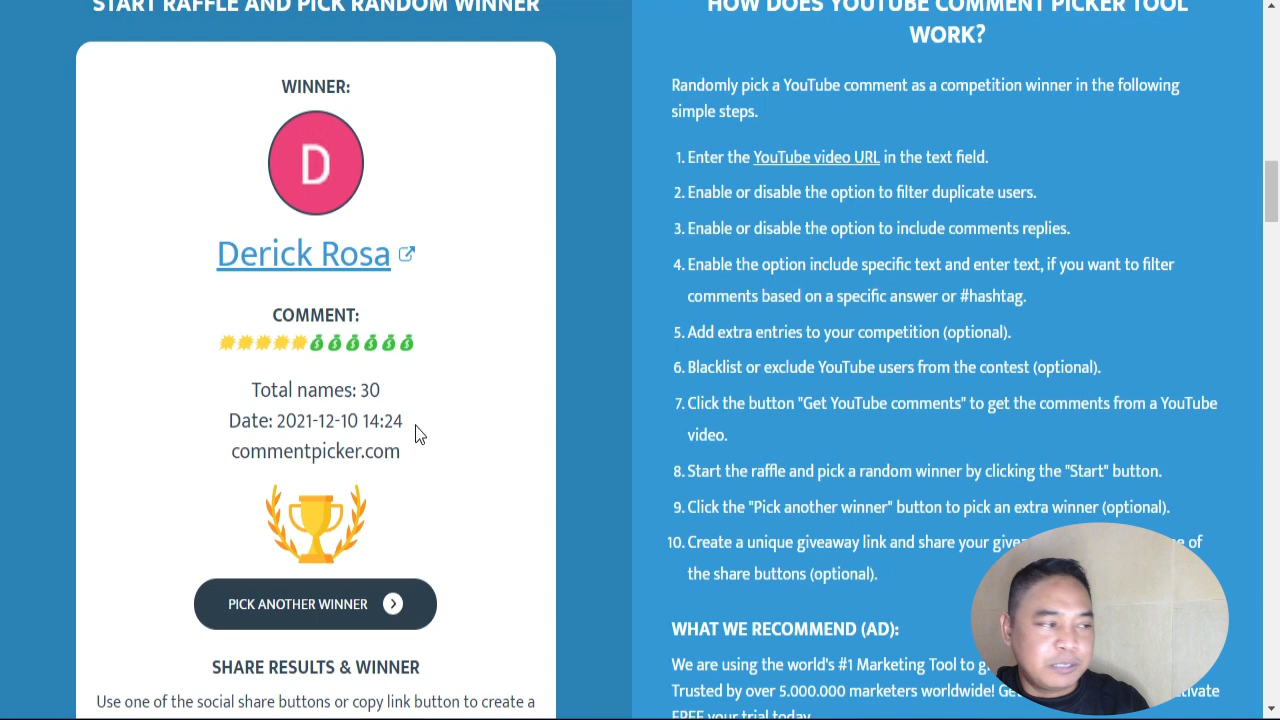 START RAFFLE AND PICK RANDOM WINNER
WINNER:
D
Derick Rosa
COMMENT:
Total names: 30
Date: 2021-12-10 14:24
commentpicker.com
PICK ANOTHER WINNER
SHARE RESULTS & WINNER
Use one of the social share buttons or copy link button to create a
HOW DOES YOUTUBE COMMENT PICKER TOOL
WORK?
Randomly pick a YouTube comment as a competition winner in the following
simple steps.
1. Enter the YouTube video URL in the text field.
2. Enable or disable the option to filter duplicate users.
3. Enable or disable the option to include comments replies.
4. Enable the option include specific text and enter text, if you want to filter
comments based on a specific answer or #hashtag.
5. Add extra entries to your competition (optional).
6. Blacklist or exclude YouTube users from the contest (optional).
7. Click the button "Get YouTube comments" to get the comments from a YouTube
video.
8. Start the raffle and pick a random winner by clicking the "Start" button.
9. Click the "Pick another winner" button to pick an extra winner (optional).
10. Create a unique giveaway link and share your of
the share buttons (optional).
WHAT WE RECOMMEND (AD):
We are using the world's #1 Marketing Tool to
Trusted by over 5.000.000 marketers worldwide!
FREE your trial today